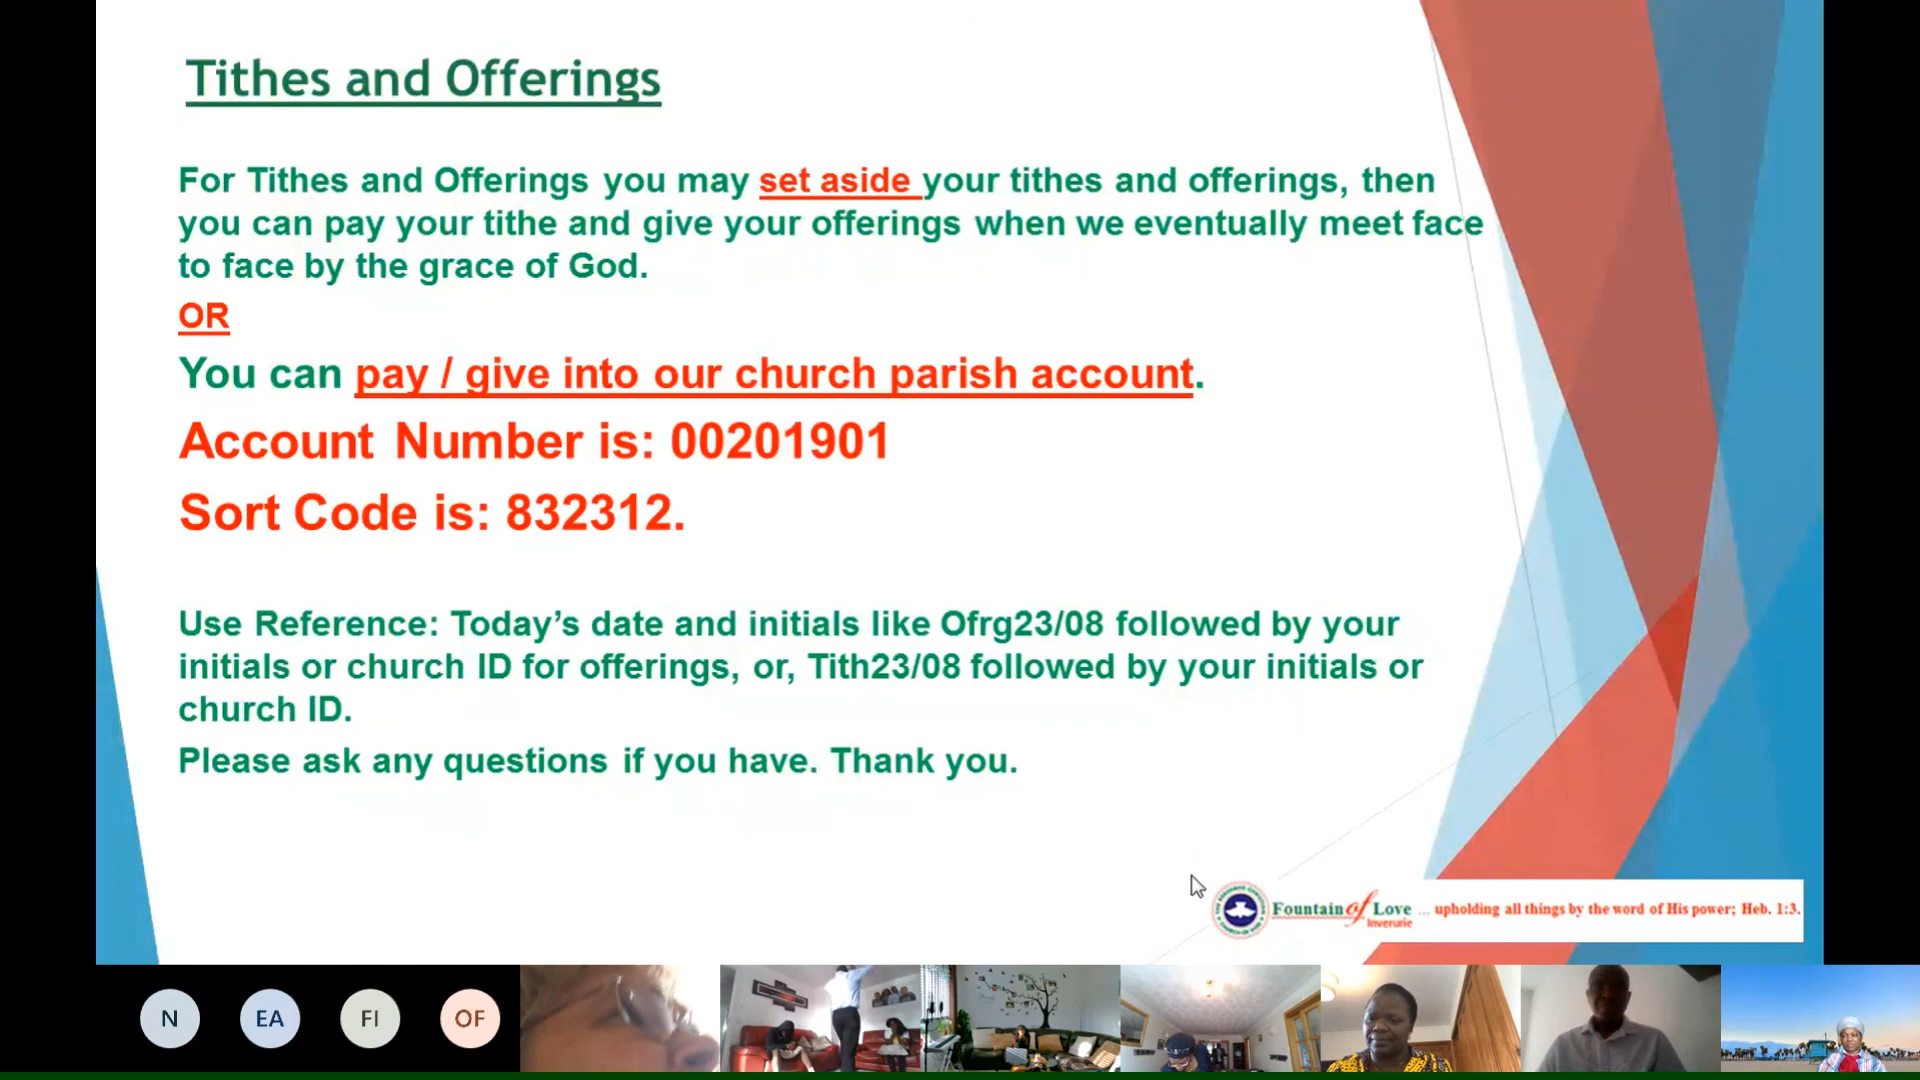 Tithes and Offerings
For Tithes and Offerings you may set aside your tithes and offerings, then
you can pay your tithe and give your offerings when we eventually meet face
to face by the grace of God.
OR
You can pay / give into our church parish account.
Account Number is: 00201901
Sort Code is: 832312.
Use Reference: Today’s date and initials like Ofrg23/08 followed by your
initials or church ID for offerings, or, Tith23/08 followed by your initials or
church ID.
Please ask any questions if you have. Thank you.
Fountain of Love ... upholding all things by the word of His power; Heb. 1:3.
Inverurie
N EA FI OF